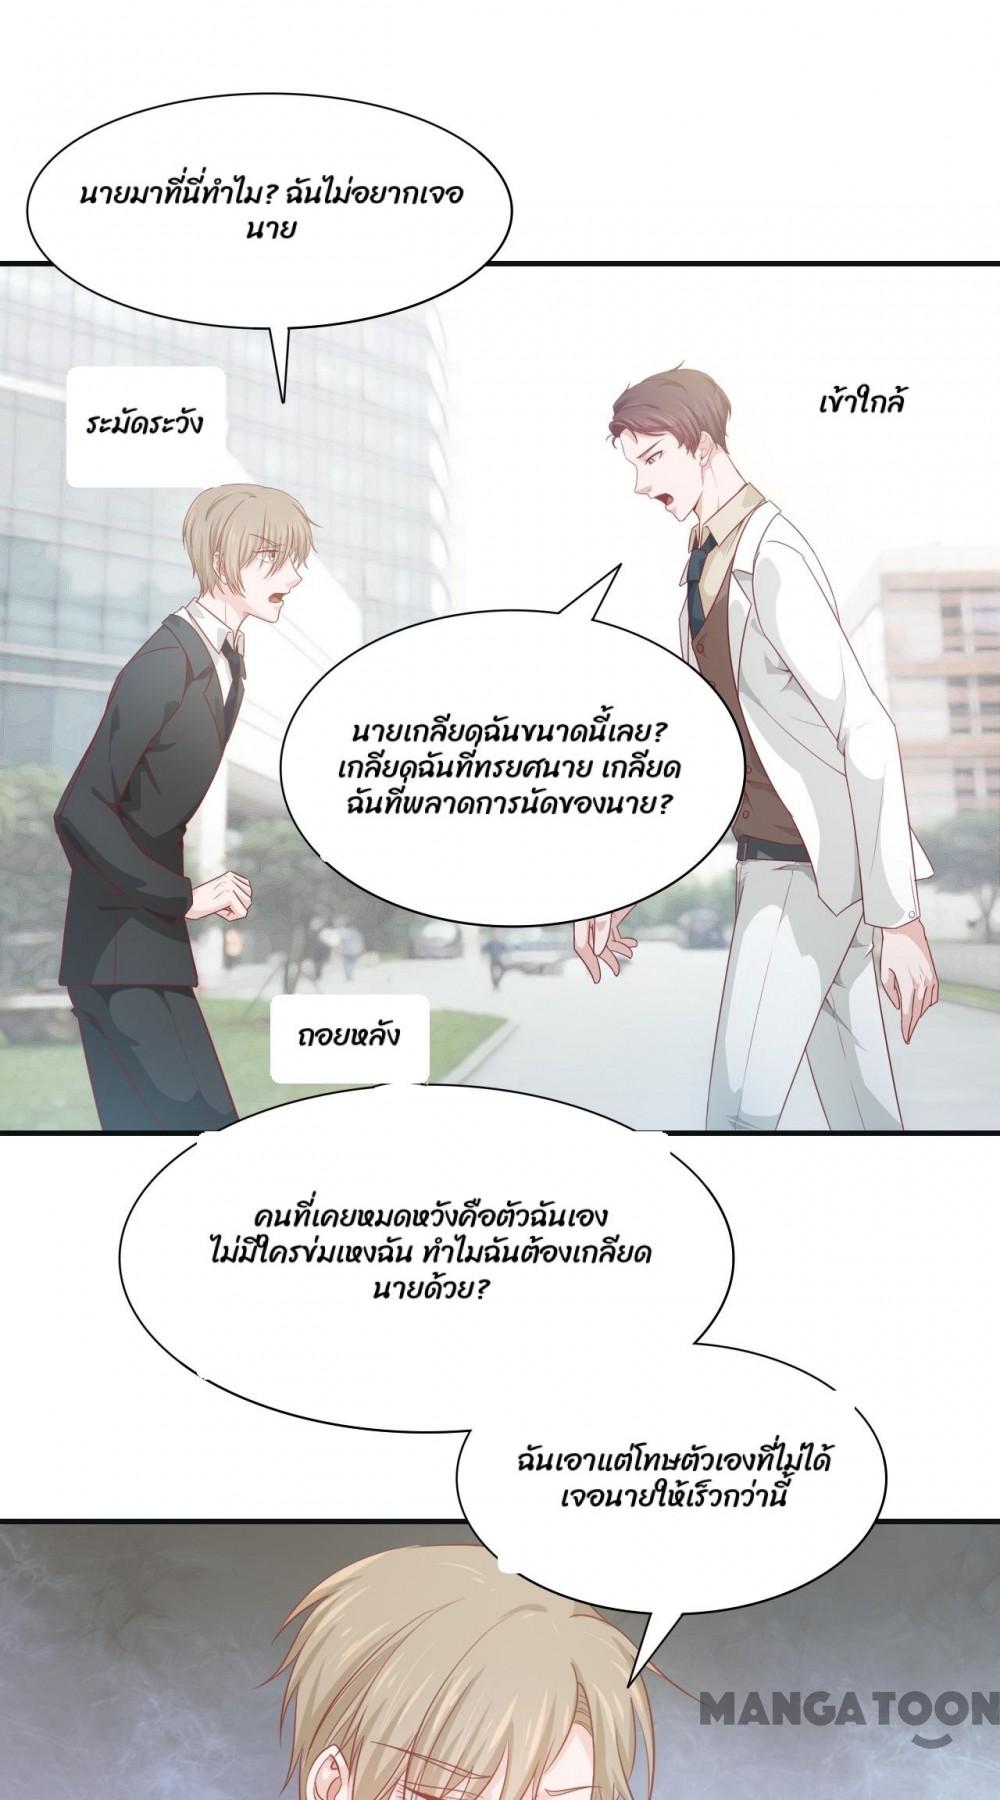 นายมาที่นี่ทำไม? ฉันไม่อยากเจอ
นาย
ระมัดระวัง
เข้าใกล้
นายเกลียดฉันขนาดนี้เลย?
เกลียดฉันที่ทรยศนาย เกลียด
ฉันที่พลาดการนัดของนาย?
ถอยหลัง
คนที่เคยหมดหวังคือตัวฉันเอง
ไม่มีใครข่มเหงฉัน ทำไมฉันต้องเกลียด
นายด้วย?
ฉันเอาแต่โทษตัวเองที่ไม่ได้
เจอนายให้เร็วกว่านี้
MANGATOON